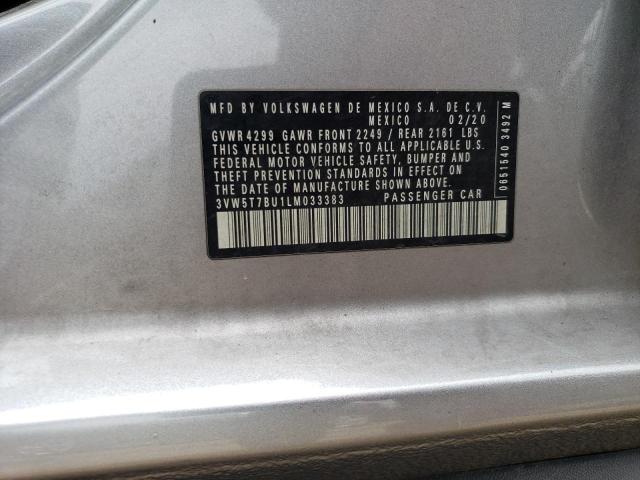 MFD BY VOLKSWAGEN DE MEXICO S.A. DE C.V.
MEXICO 02/20
GVWR 4299 GAWR FRONT 2249 / REAR 2161 LBS
THIS VEHICLE CONFORMS TO ALL APPLICABLE U.S.
FEDERAL MOTOR VEHICLE SAFETY, BUMPER AND
THEFT PREVENTION STANDARDS IN EFFECT ON
THE DATE OF MANUFACTURE SHOWN ABOVE.
3VW5T7BU1LM033383 PASSENGER CAR
0651540 3492 M